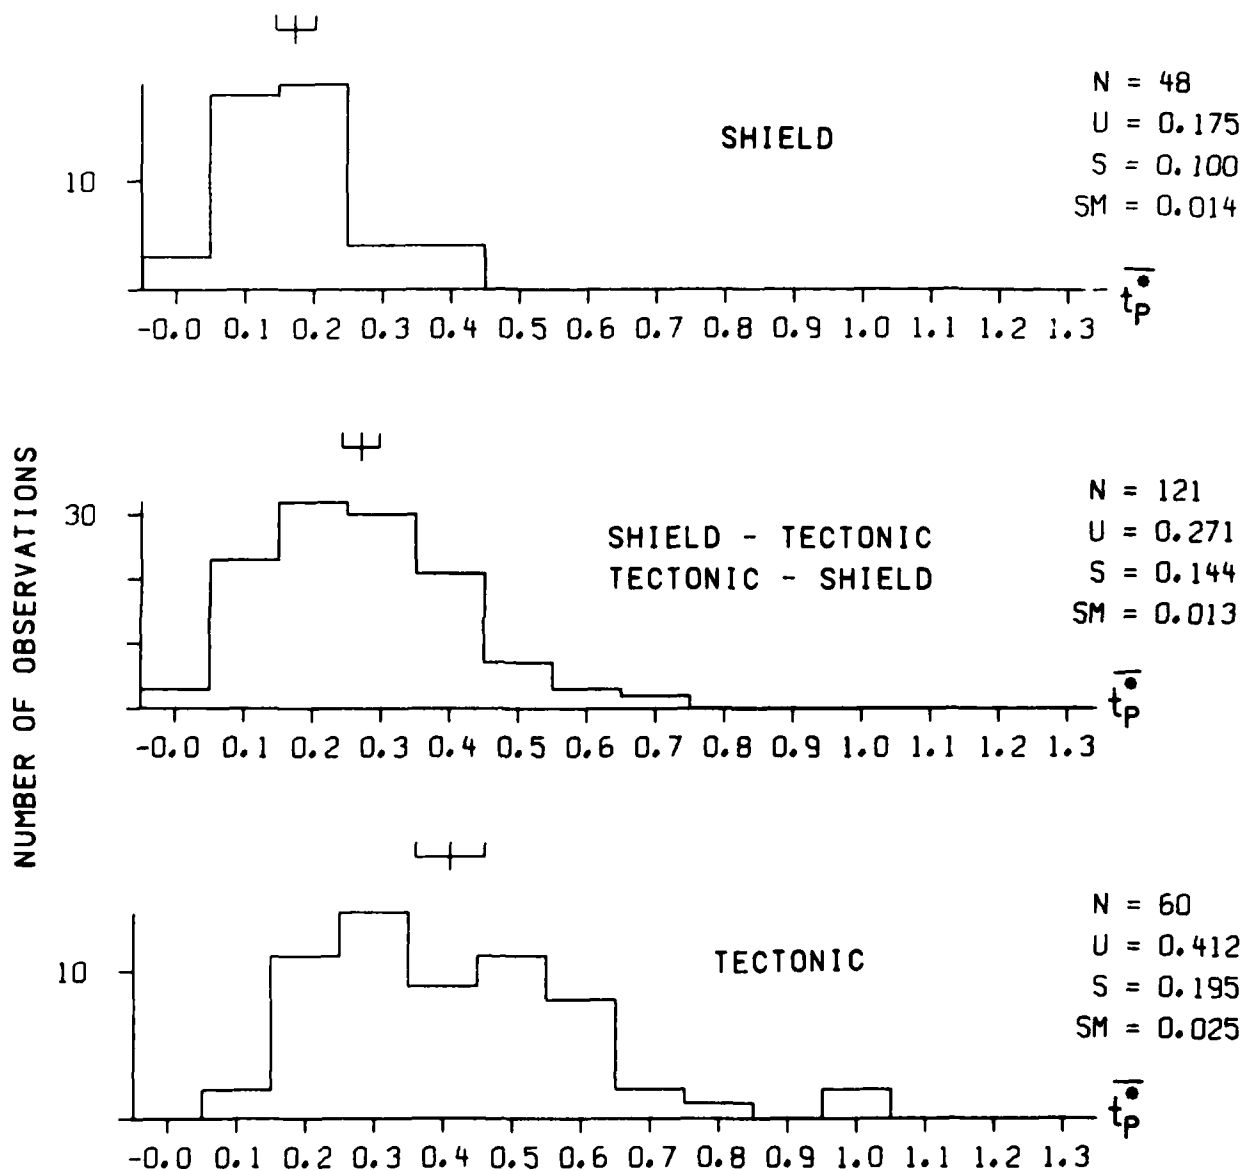 N = 48
U = 0.175
SHIELD
S = 0.100
10
SM = 0.014
t*P
-0.0 0.1 0.2 0.3 0.4 0.5 0.6 0.7 0.8 0.9 1.0 1.1 1.2 1.3
NUMBER OF OBSERVATIONS
30
N = 121
SHIELD - TECTONIC
U = 0.271
TECTONIC - SHIELD
S = 0.144
SM = 0.013
t*P
-0.0 0.1 0.2 0.3 0.4 0.5 0.6 0.7 0.8 0.9 1.0 1.1 1.2 1.3
N = 60
U = 0.412
TECTONIC
10
S = 0.195
SM = 0.025
t*P
-0.0 0.1 0.2 0.3 0.4 0.5 0.6 0.7 0.8 0.9 1.0 1.1 1.2 1.3